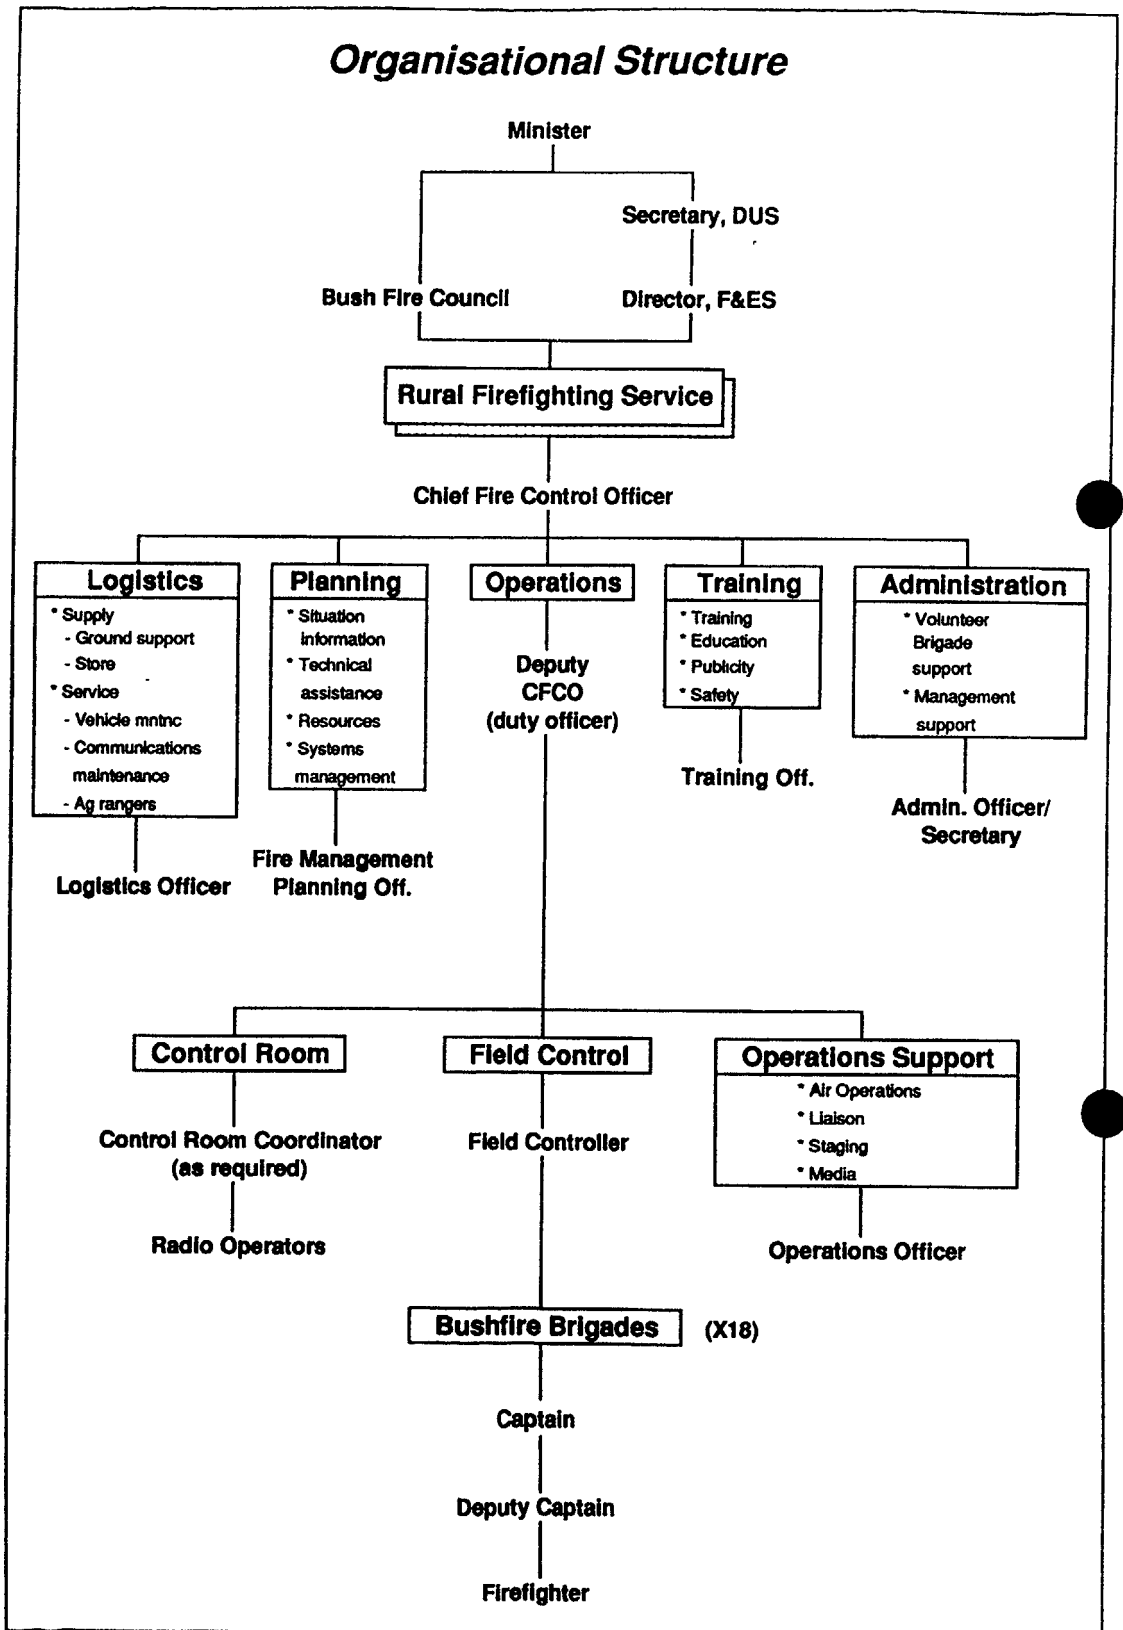 Organisational Structure
Minister
Secretary, DUS
Bush Fire Council
Director, F&ES
Rural Firefighting Service
Chief Fire Control Officer
Logistics
* Supply
- Ground support
- Store
* Service
- Vehicle mntnc
- Communications
maintenance
- Ag rangers
Logistics Officer
Planning
* Situation
information
* Technical
assistance
* Resources
* Systems
management
Fire Management
Planning Off.
Operations
Deputy
CFCO
(duty officer)
Training
* Training
* Education
* Publicity
* Safety
Training Off.
Administration
* Volunteer
Brigade
support
* Management
support
Admin. Officer/
Secretary
Control Room
Control Room Coordinator
(as required)
Radio Operators
Field Control
Field Controller
Operations Support
* Air Operations
* Liaison
* Staging
* Media
Operations Officer
Bushfire Brigades (X18)
Captain
Deputy Captain
Firefighter